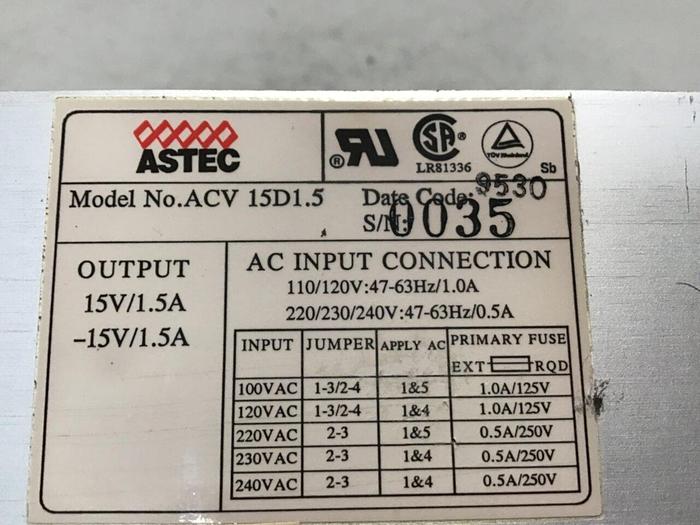 ASTEC
LR81336
TÜV Rheinland
Sb
Model No.ACV 15D1.5 Date Code: 9530
S/N: 0035
OUTPUT
15V/1.5A
-15V/1.5A
AC INPUT CONNECTION
110/120V:47-63Hz/1.0A
220/230/240V:47-63Hz/0.5A
INPUT JUMPER APPLY AC PRIMARY FUSE
EXT RQD
100VAC 1-3/2-4 1&5 1.0A/125V
120VAC 1-3/2-4 1&4 1.0A/125V
220VAC 2-3 1&5 0.5A/250V
230VAC 2-3 1&4 0.5A/250V
240VAC 2-3 1&4 0.5A/250V